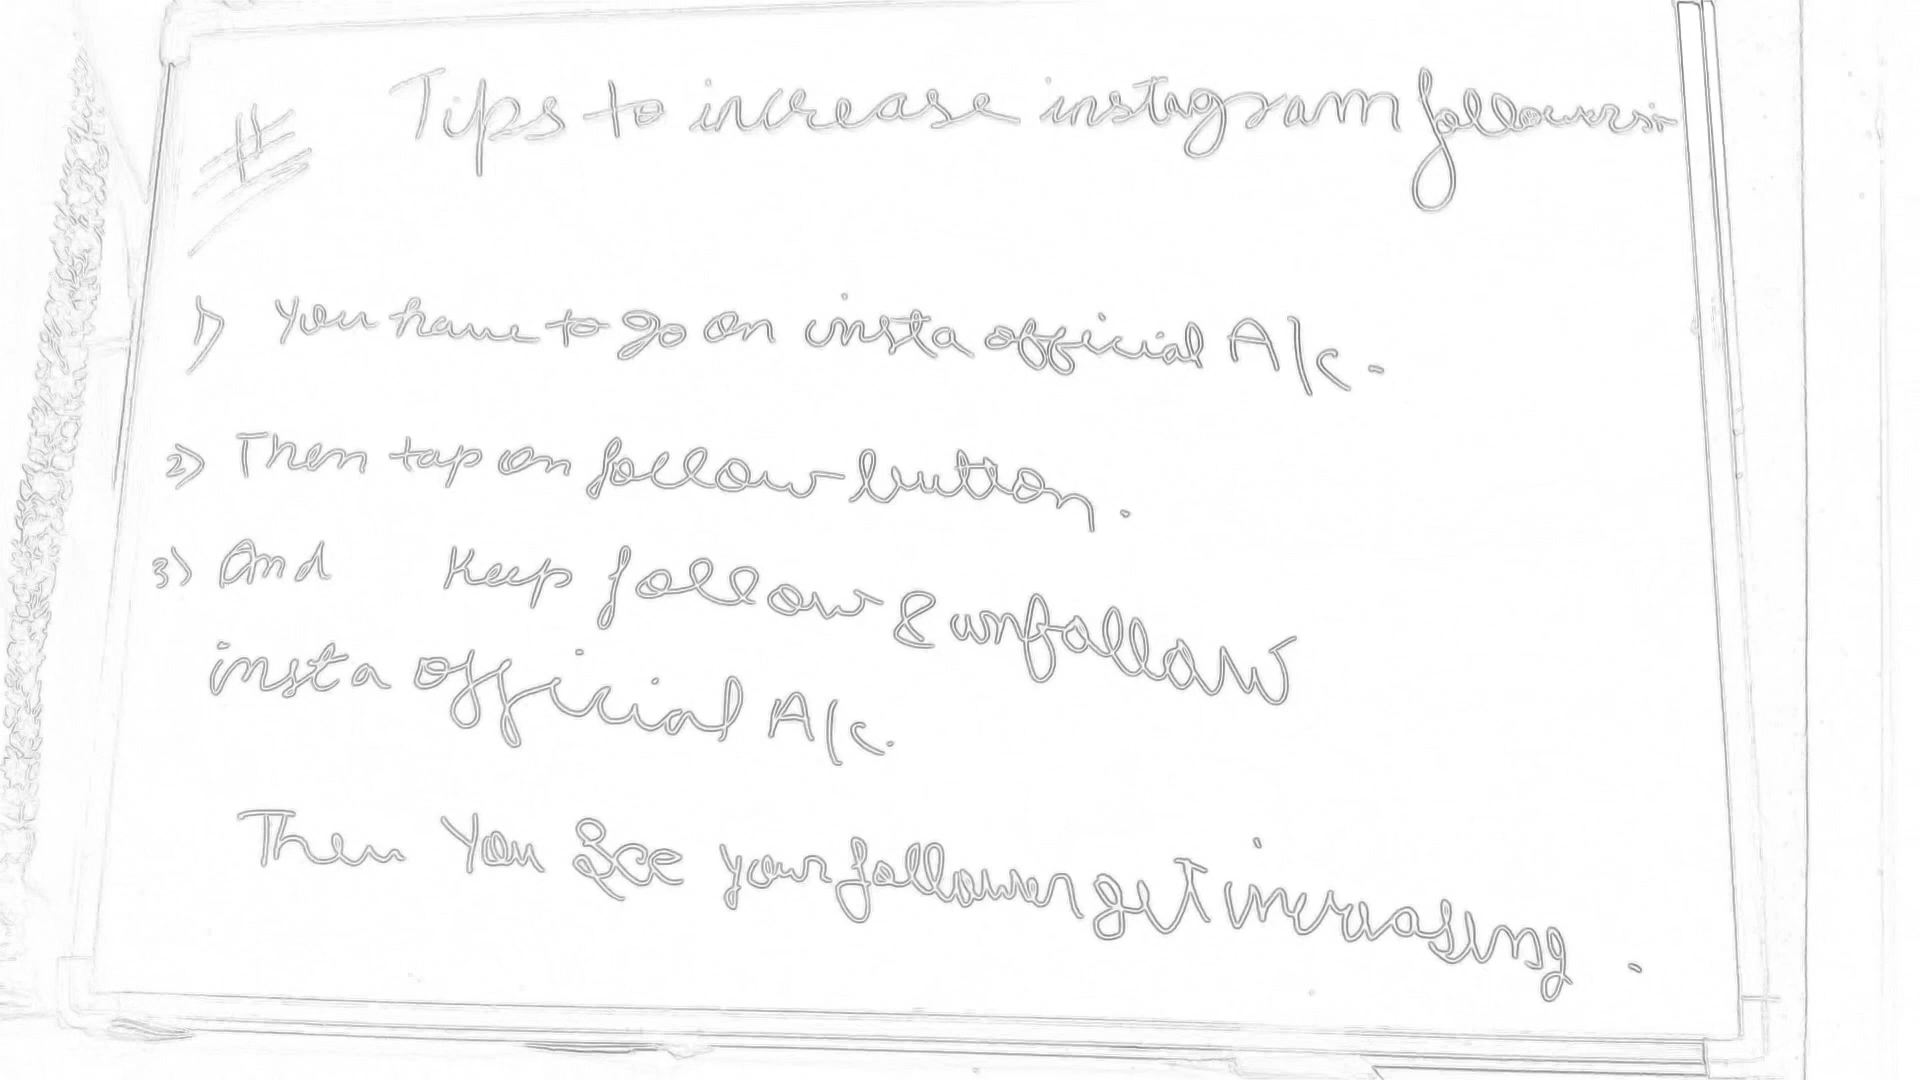 # Tips to increase instagram followers
1) You have to go on insta official A/c.
2) Then tap on follow button.
3) And Keep follow & unfollow
insta official A/c.
Then You See your follower get increasing.